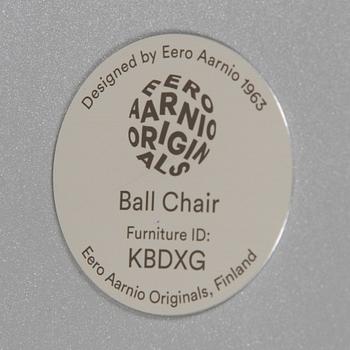 Designed by Eero Aarnio 1963
EERO
AARNIO
ORIGIN
ALS
Ball Chair
Furniture ID:
KBDXG
Eero Aarnio Originals, Finland